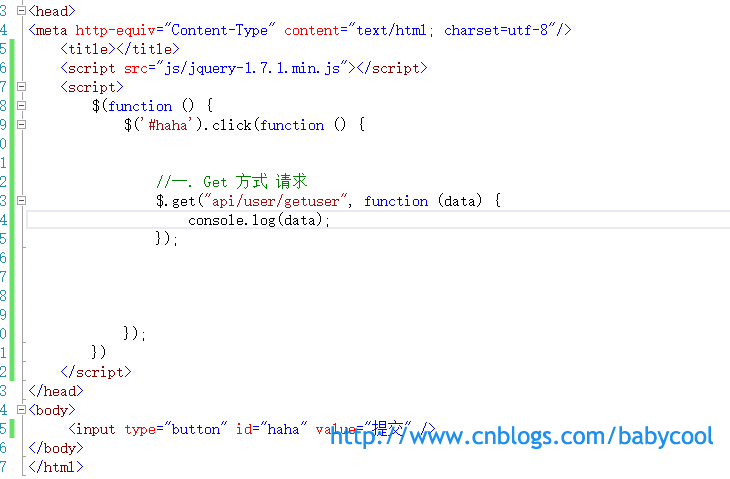 3 <head>
4 <meta http-equiv="Content-Type" content="text/html; charset=utf-8"/>
5     <title></title>
6     <script src="js/jquery-1.7.1.min.js"></script>
7     <script>
8         $(function () {
9             $('#haha').click(function () {
0
1
2                 //一. Get 方式 请求
3                 $.get("api/user/getuser", function (data) {
4                     console.log(data);
5                 });
6
7
8
9
0             });
1         })
2     </script>
3 </head>
4 <body>
5     <input type="button" id="haha" value="提交" />
http://www.cnblogs.com/babycool
6 </body>
7 </html>